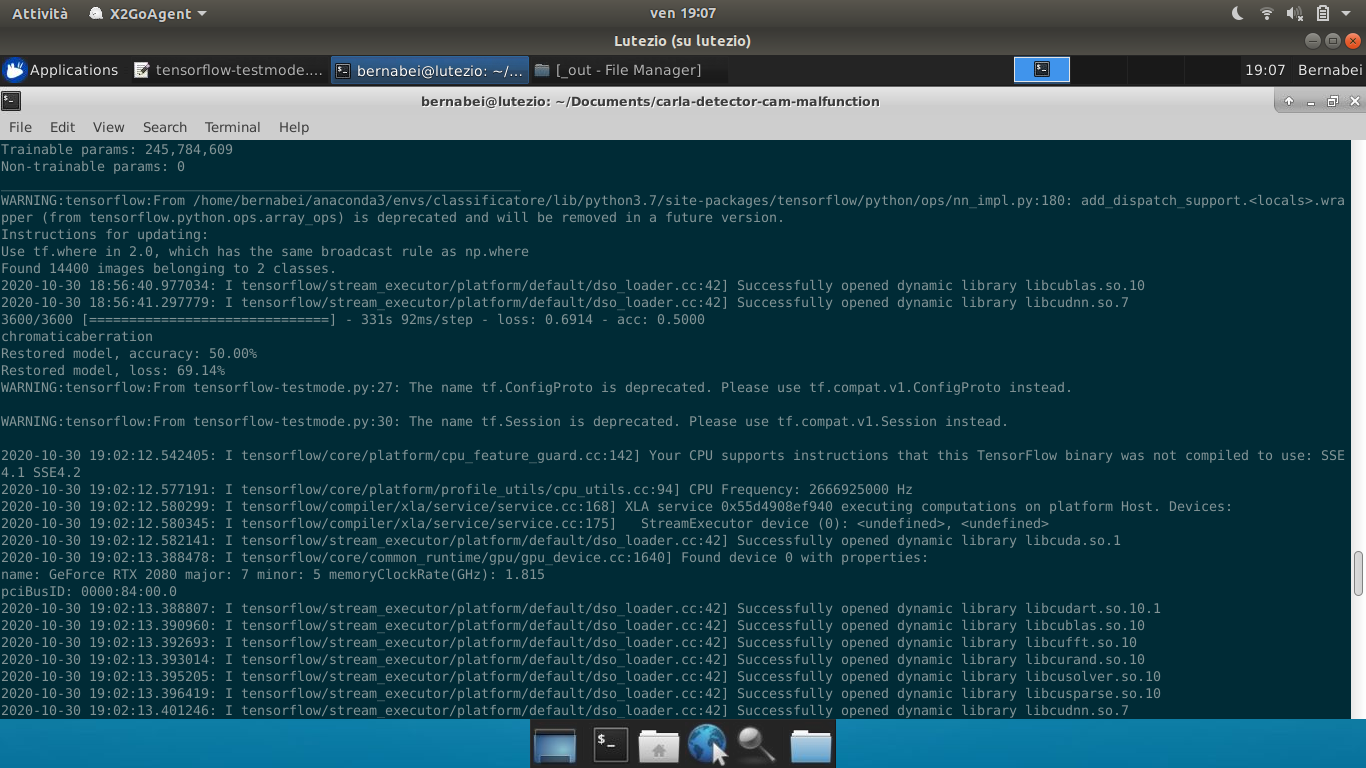 Attività X2GoAgent ven 19:07
Lutezio (su lutezio)
Applications tensorflow-testmode.... bernabei@lutezio: ~/... [_out - File Manager] 19:07 Bernabei
bernabei@lutezio: ~/Documents/carla-detector-cam-malfunction
File Edit View Search Terminal Help
Trainable params: 245,784,609
Non-trainable params: 0
_________________________________________________________________
WARNING:tensorflow:From /home/bernabei/anaconda3/envs/classificatore/lib/python3.7/site-packages/tensorflow/python/ops/nn_impl.py:180: add_dispatch_support.<locals>.wra
pper (from tensorflow.python.ops.array_ops) is deprecated and will be removed in a future version.
Instructions for updating:
Use tf.where in 2.0, which has the same broadcast rule as np.where
Found 14400 images belonging to 2 classes.
2020-10-30 18:56:40.977034: I tensorflow/stream_executor/platform/default/dso_loader.cc:42] Successfully opened dynamic library libcublas.so.10
2020-10-30 18:56:41.297779: I tensorflow/stream_executor/platform/default/dso_loader.cc:42] Successfully opened dynamic library libcudnn.so.7
3600/3600 [==============================] - 331s 92ms/step - loss: 0.6914 - acc: 0.5000
chromaticaberration
Restored model, accuracy: 50.00%
Restored model, loss: 69.14%
WARNING:tensorflow:From tensorflow-testmode.py:27: The name tf.ConfigProto is deprecated. Please use tf.compat.v1.ConfigProto instead.
WARNING:tensorflow:From tensorflow-testmode.py:30: The name tf.Session is deprecated. Please use tf.compat.v1.Session instead.
2020-10-30 19:02:12.542405: I tensorflow/core/platform/cpu_feature_guard.cc:142] Your CPU supports instructions that this TensorFlow binary was not compiled to use: SSE
4.1 SSE4.2
2020-10-30 19:02:12.577191: I tensorflow/core/platform/profile_utils/cpu_utils.cc:94] CPU Frequency: 2666925000 Hz
2020-10-30 19:02:12.580299: I tensorflow/compiler/xla/service/service.cc:168] XLA service 0x55d4908ef940 executing computations on platform Host. Devices:
2020-10-30 19:02:12.580345: I tensorflow/compiler/xla/service/service.cc:175]   StreamExecutor device (0): <undefined>, <undefined>
2020-10-30 19:02:12.582141: I tensorflow/stream_executor/platform/default/dso_loader.cc:42] Successfully opened dynamic library libcuda.so.1
2020-10-30 19:02:13.388478: I tensorflow/core/common_runtime/gpu/gpu_device.cc:1640] Found device 0 with properties:
name: GeForce RTX 2080 major: 7 minor: 5 memoryClockRate(GHz): 1.815
pciBusID: 0000:84:00.0
2020-10-30 19:02:13.388807: I tensorflow/stream_executor/platform/default/dso_loader.cc:42] Successfully opened dynamic library libcudart.so.10.1
2020-10-30 19:02:13.390960: I tensorflow/stream_executor/platform/default/dso_loader.cc:42] Successfully opened dynamic library libcublas.so.10
2020-10-30 19:02:13.392693: I tensorflow/stream_executor/platform/default/dso_loader.cc:42] Successfully opened dynamic library libcufft.so.10
2020-10-30 19:02:13.393014: I tensorflow/stream_executor/platform/default/dso_loader.cc:42] Successfully opened dynamic library libcurand.so.10
2020-10-30 19:02:13.395205: I tensorflow/stream_executor/platform/default/dso_loader.cc:42] Successfully opened dynamic library libcusolver.so.10
2020-10-30 19:02:13.396419: I tensorflow/stream_executor/platform/default/dso_loader.cc:42] Successfully opened dynamic library libcusparse.so.10
2020-10-30 19:02:13.401246: I tensorflow/stream_executor/platform/default/dso_loader.cc:42] Successfully opened dynamic library libcudnn.so.7